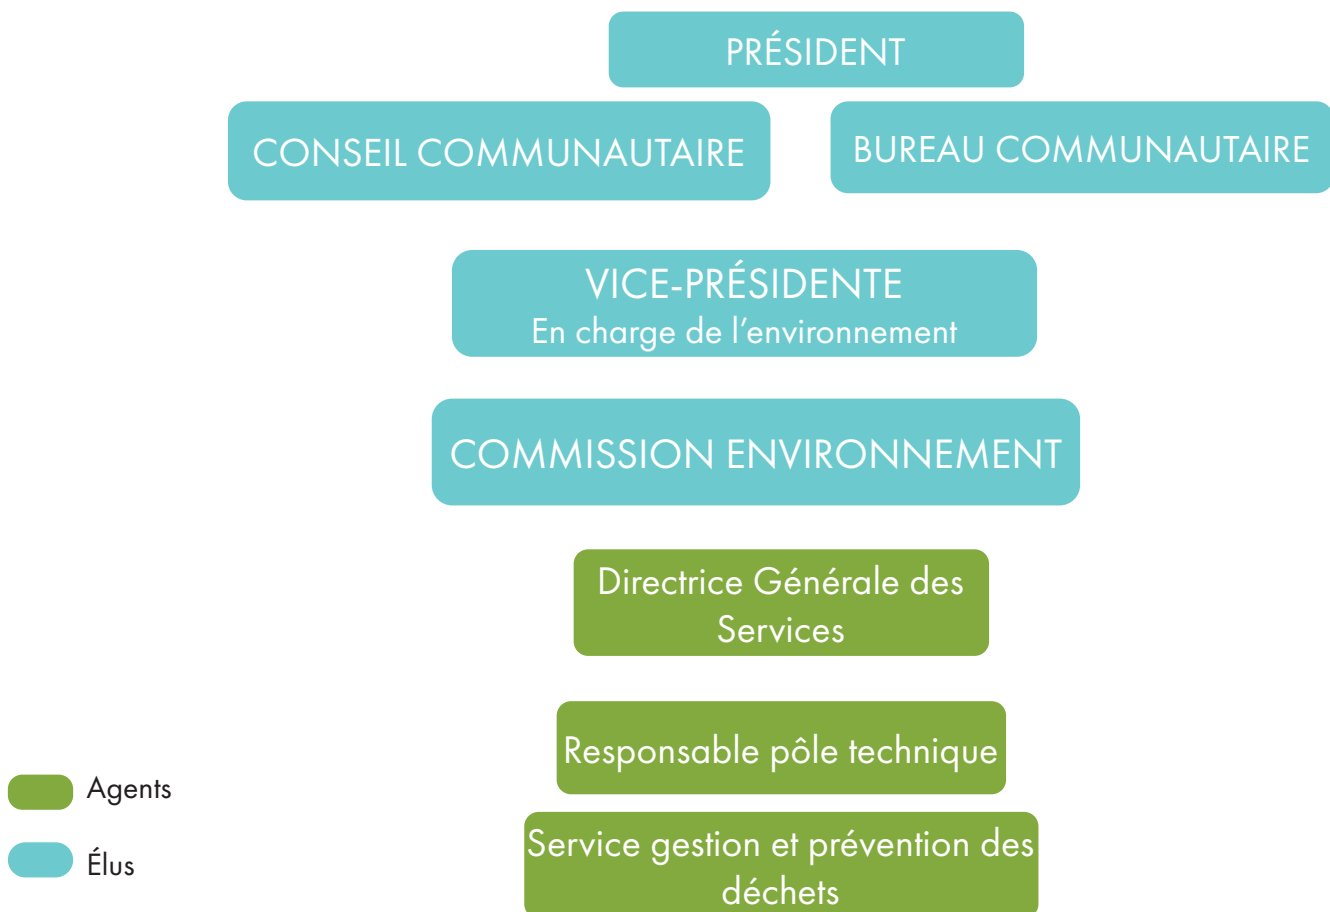 PRÉSIDENT
CONSEIL COMMUNAUTAIRE
BUREAU COMMUNAUTAIRE
VICE-PRÉSIDENTE
En charge de l’environnement
COMMISSION ENVIRONNEMENT
Directrice Générale des
Services
Responsable pôle technique
Service gestion et prévention des
déchets
Agents
Élus